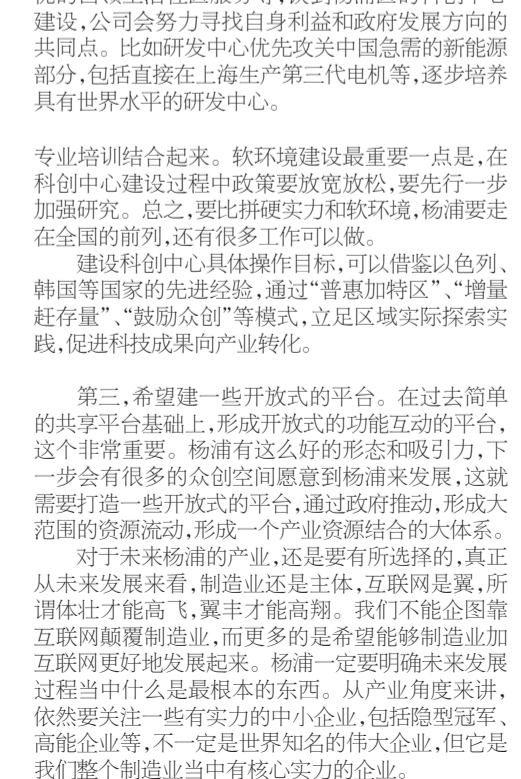 建设，公司会努力寻找自身利益和政府发展方向的
共同点。比如研发中心优先攻关中国急需的新能源
部分，包括直接在上海生产第三代电机等，逐步培养
具有世界水平的研发中心。
专业培训结合起来。软环境建设最重要一点是，在
科创中心建设过程中政策要放宽放松，要先行一步
加强研究。总之，要比拼硬实力和软环境，杨浦要走
在全国的前列，还有很多工作可以做。
建设科创中心具体操作目标，可以借鉴以色列、
韩国等国家的先进经验，通过“普惠加特区”、“增量
赶存量”、“鼓励众创”等模式，立足区域实际探索实
践，促进科技成果向产业转化。
第三，希望建一些开放式的平台。在过去简单
的共享平台基础上，形成开放式的功能互动的平台，
这个非常重要。杨浦有这么好的形态和吸引力，下
一步会有很多的众创空间愿意到杨浦来发展，这就
需要打造一些开放式的平台，通过政府推动，形成大
范围的资源流动，形成一个产业资源结合的大体系。
对于未来杨浦的产业，还是要有所选择的，真正
从未来发展来看，制造业还是主体，互联网是翼，所
谓体壮才能高飞，翼丰才能高翔。我们不能企图靠
互联网颠覆制造业，而更多的是希望能够制造业加
互联网更好地发展起来。杨浦一定要明确未来发展
过程当中什么是最根本的东西。从产业角度来讲，
依然要关注一些有实力的中小企业，包括隐型冠军、
高能企业等，不一定是世界知名的伟大企业，但它是
我们整个制造业当中有核心实力的企业。